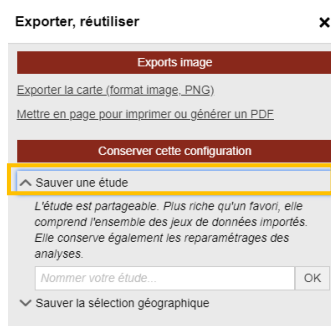 Exporter, réutiliser
Exports image
Exporter la carte (format image, PNG)
Mettre en page pour imprimer ou générer un PDF
Conserver cette configuration
Sauver une étude
L'étude est partageable. Plus riche qu'un favori, elle
comprend l'ensemble des jeux de données importés.
Elle conserve également les reparamétrages des
analyses.
Nommer votre étude... OK
Sauver la sélection géographique